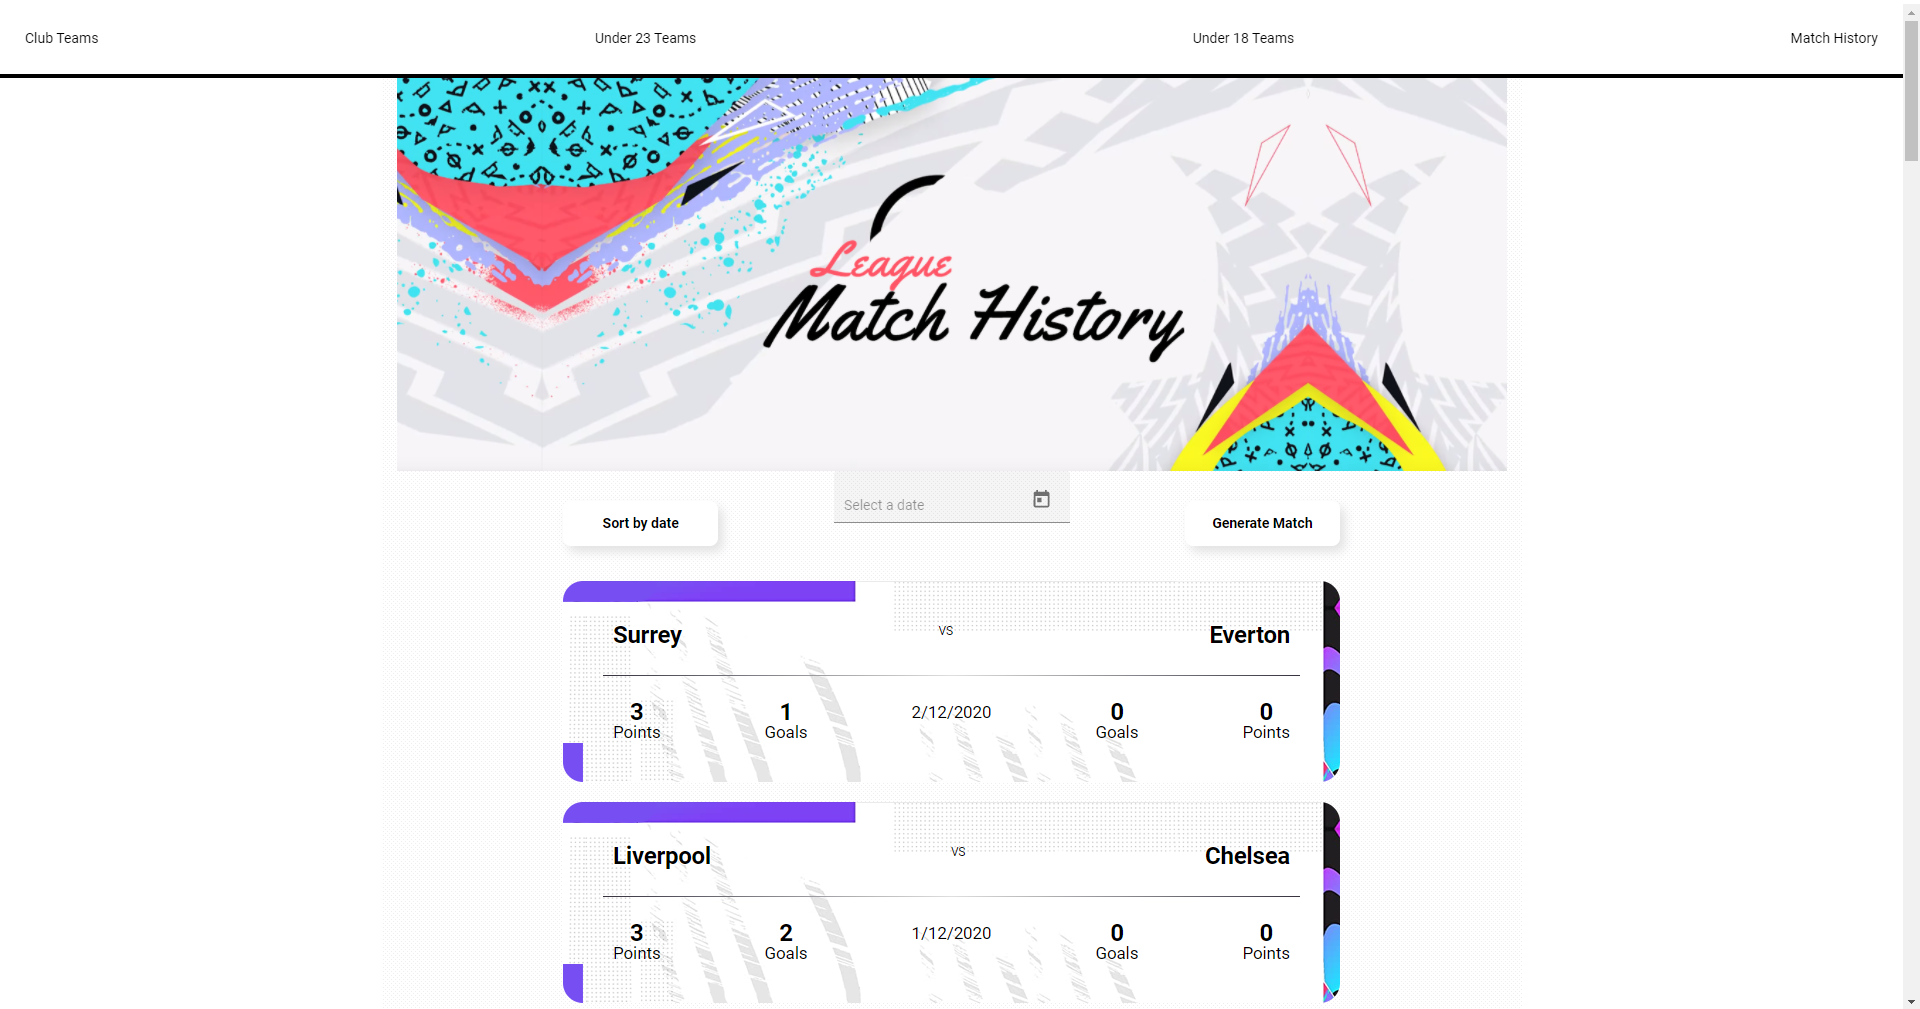 Club Teams
Under 23 Teams
Under 18 Teams
Match History
League
Match History
Select a date
Sort by date
Generate Match
Surrey
VS
Everton
3
1
2/12/2020
0
0
Points
Goals
Goals
Points
Liverpool
VS
Chelsea
3
2
1/12/2020
0
0
Points
Goals
Goals
Points